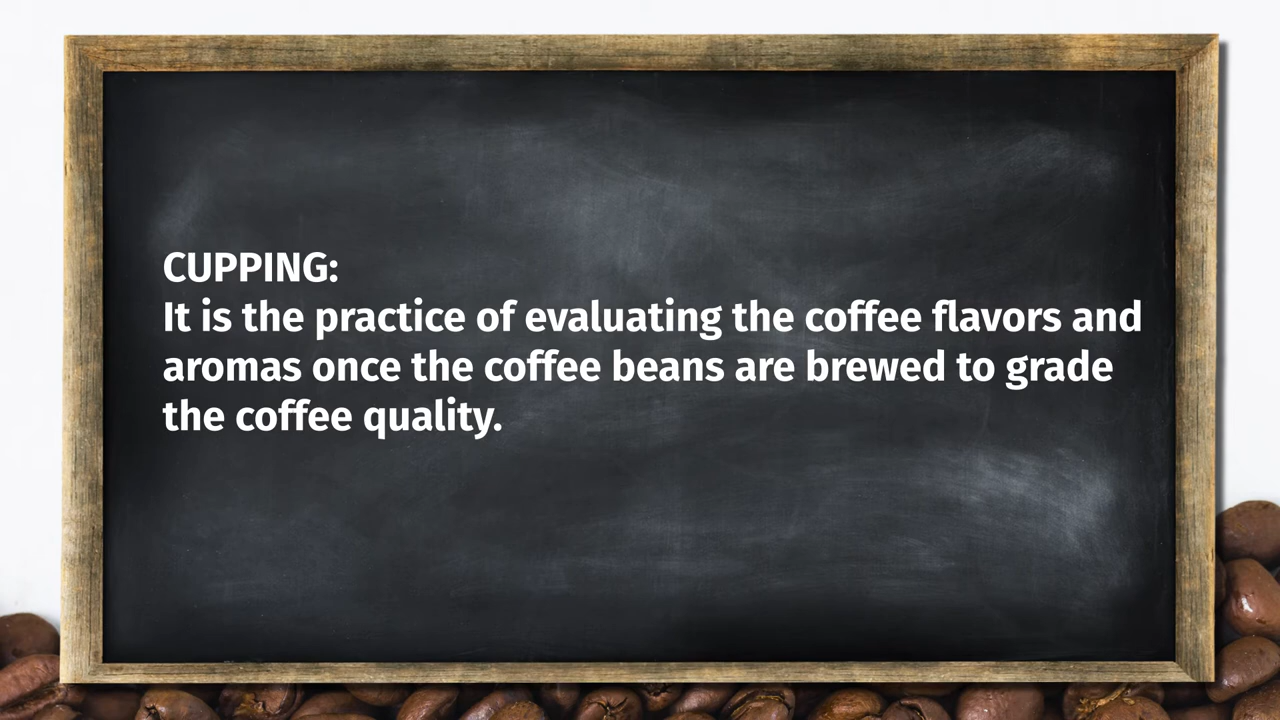 CUPPING:
It is the practice of evaluating the coffee flavors and
aromas once the coffee beans are brewed to grade
the coffee quality.